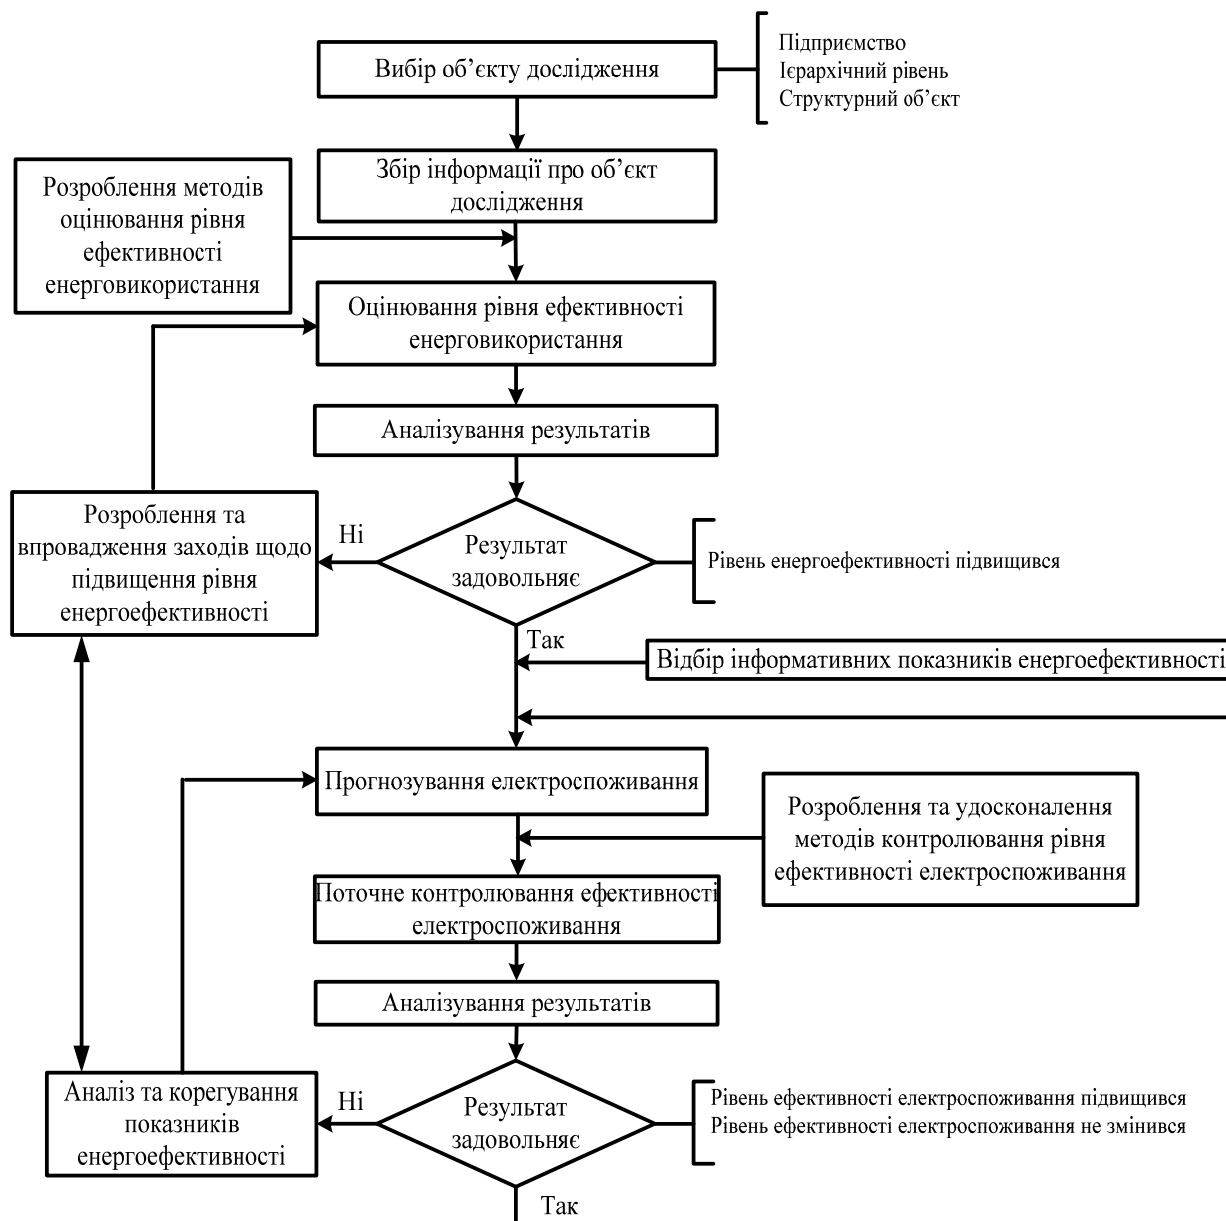 Вибір об’єкту дослідження
Підприємство
Ієрархічний рівень
Структурний об’єкт
Збір інформації про об’єкт
дослідження
Розроблення методів
оцінювання рівня
ефективності
енерговикористання
Оцінювання рівня ефективності
енерговикористання
Аналізування результатів
Розроблення та
впровадження заходів щодо
підвищення рівня
енергоефективності
Ні
Результат
задовольняє
Рівень енергоефективності підвищився
Так
Відбір інформативних показників енергоефективності
Прогнозування електроспоживання
Розроблення та удосконалення
методів контролювання рівня
ефективності електроспоживання
Поточне контролювання ефективності
електроспоживання
Аналізування результатів
Аналіз та корегування
показників
енергоефективності
Ні
Результат
задовольняє
Рівень ефективності електроспоживання підвищився
Рівень ефективності електроспоживання не змінився
Так